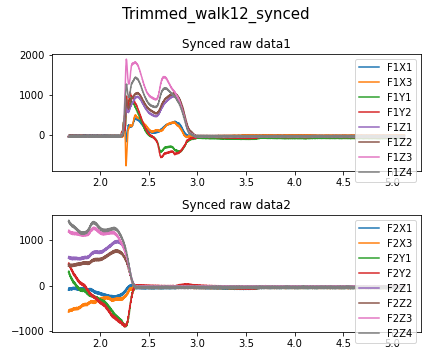 Trimmed_walk12_synced
Synced raw data1
2000
1000
0
F1X1
F1X3
F1Y1
F1Y2
F1Z1
F1Z2
F1Z3
F1Z4
2.0 2.5 3.0 3.5 4.0 4.5 5.0
Synced raw data2
1000
0
−1000
F2X1
F2X3
F2Y1
F2Y2
F2Z1
F2Z2
F2Z3
F2Z4
2.0 2.5 3.0 3.5 4.0 4.5 5.0